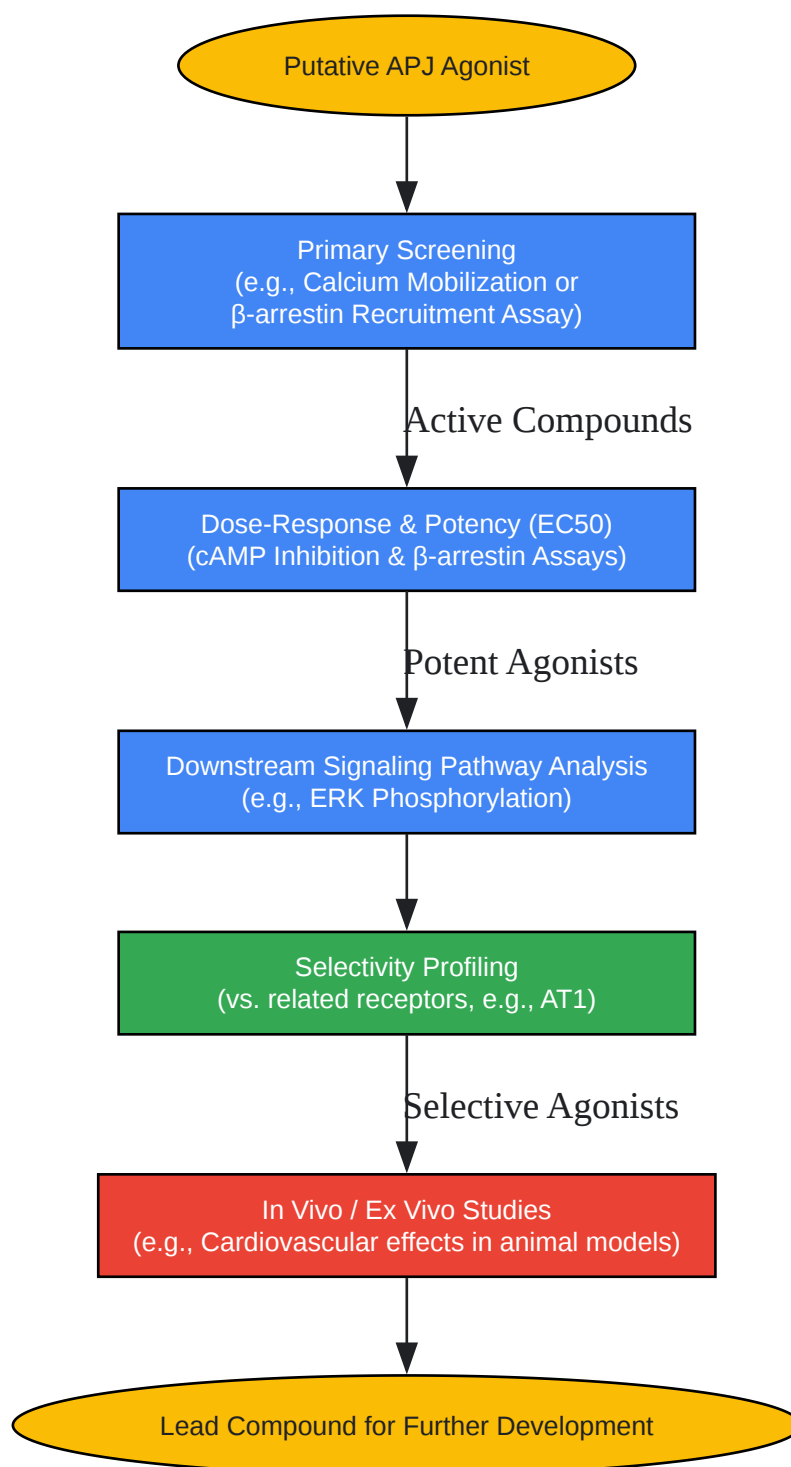 Putative APJ Agonist
Primary Screening
(e.g., Calcium Mobilization or
β-arrestin Recruitment Assay)
Active Compounds
Dose-Response & Potency (EC50)
(cAMP Inhibition & β-arrestin Assays)
Potent Agonists
Downstream Signaling Pathway Analysis
(e.g., ERK Phosphorylation)
Selectivity Profiling
(vs. related receptors, e.g., AT1)
Selective Agonists
In Vivo / Ex Vivo Studies
(e.g., Cardiovascular effects in animal models)
Lead Compound for Further Development